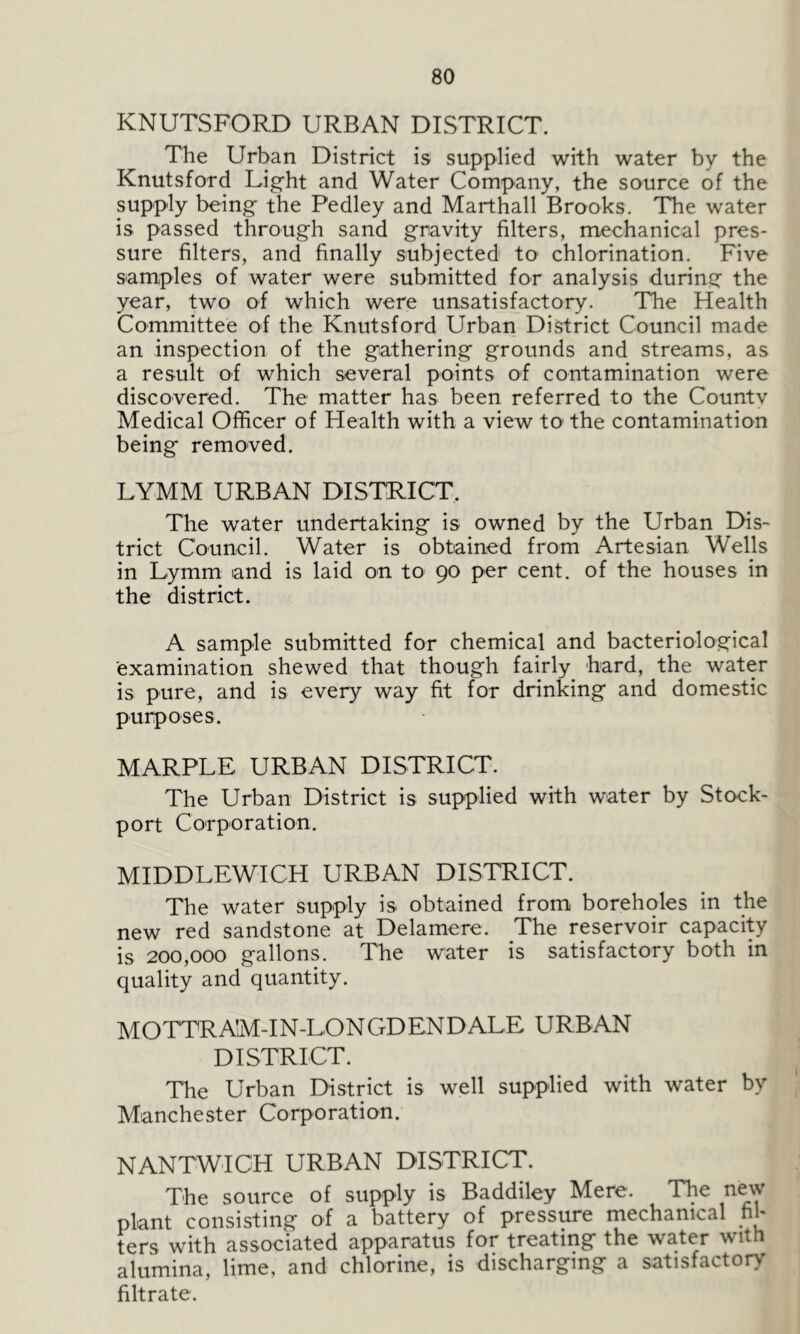 80
KNUTSFORD URBAN DISTRICT.
The Urban District is supplied with water by the
Knutsford Light and Water Company, the source of the
supply being the Pedley and Marthall Brooks. The water
is passed through sand gravity filters, mechanical pres-
sure filters, and finally subjected to chlorination. Five
samples of water were submitted for analysis during the
year, two of which were unsatisfactory. The Health
Committee of the Knutsford Urban District Council made
an inspection of the gathering grounds and streams, as
a result of which several points of contamination were
discovered. The matter has been referred to the County
Medical Officer of Health with a view to the contamination
being removed.
LYMM URBAN DISTRICT.
The water undertaking is owned by the Urban Dis-
trict Council. Water is obtained from Artesian Wells
in Lymm and is laid on to 90 per cent. of the houses in
the district.
A sample submitted for chemical and bacteriological
examination shewed that though fairly hard, the water
is pure, and is every way fit for drinking and domestic
purposes.
MARPLE URBAN DISTRICT.
The Urban District is supplied with water by Stock-
port Corporation.
MIDDLEWICH URBAN DISTRICT.
The water supply is obtained from boreholes in the
new red sandstone at Delamere. The reservoir capacity
is 200,000 gallons. The water is satisfactory both in
quality and quantity.
MOTTRAM-IN-LONGDENDALE URBAN
DISTRICT.
The Urban District is well supplied with water by
Manchester Corporation.
NANTWICH URBAN DISTRICT.
The source of supply is Baddiley Mere. The new
plant consisting of a battery of pressure mechanical fil-
ters with associated apparatus for treating the water with
alumina, lime, and chlorine, is discharging a satisfactory
filtrate.